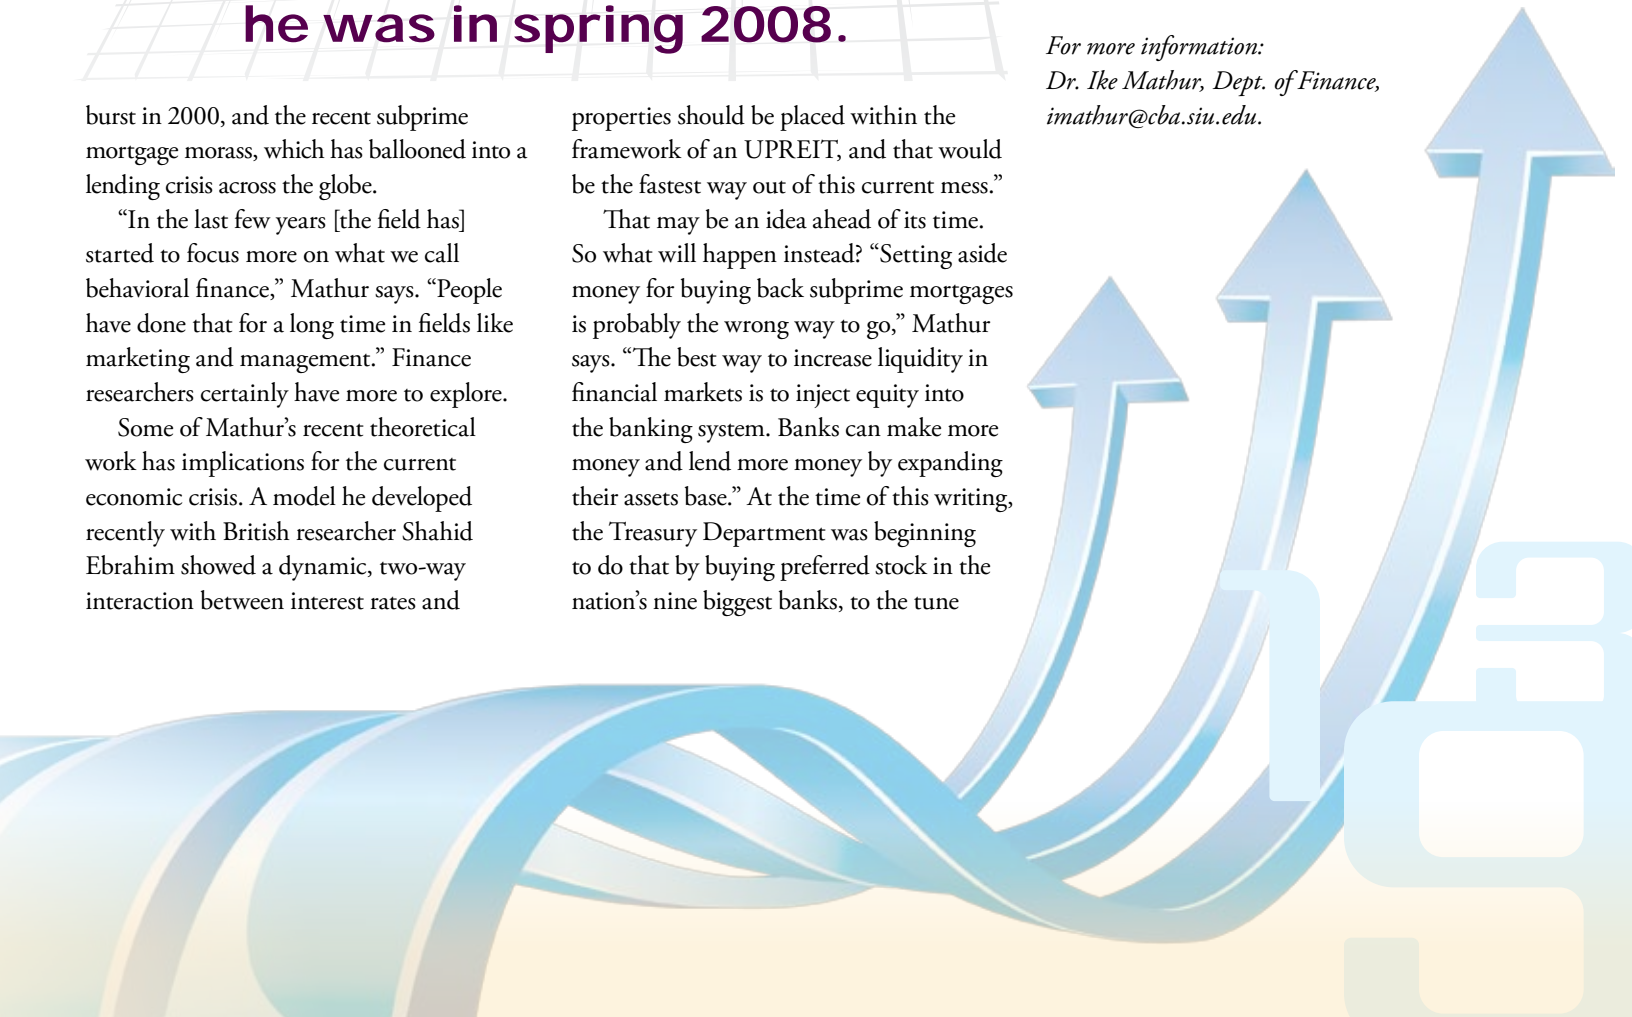 he was in spring 2008.
burst in 2000, and the recent subprime
mortgage morass, which has ballooned into a
lending crisis across the globe.
“In the last few years [the field has]
started to focus more on what we call
behavioral finance,” Mathur says. “People
have done that for a long time in fields like
marketing and management.” Finance
researchers certainly have more to explore.
Some of Mathur’s recent theoretical
work has implications for the current
economic crisis. A model he developed
recently with British researcher Shahid
Ebrahim showed a dynamic, two-way
interaction between interest rates and
properties should be placed within the
framework of an UPREIT, and that would
be the fastest way out of this current mess.”
That may be an idea ahead of its time.
So what will happen instead? “Setting aside
money for buying back subprime mortgages
is probably the wrong way to go,” Mathur
says. “The best way to increase liquidity in
financial markets is to inject equity into
the banking system. Banks can make more
money and lend more money by expanding
their assets base.” At the time of this writing,
the Treasury Department was beginning
to do that by buying preferred stock in the
nation’s nine biggest banks, to the tune
For more information:
Dr. Ike Mathur, Dept. of Finance,
imathur@cba.siu.edu.
1
3
9